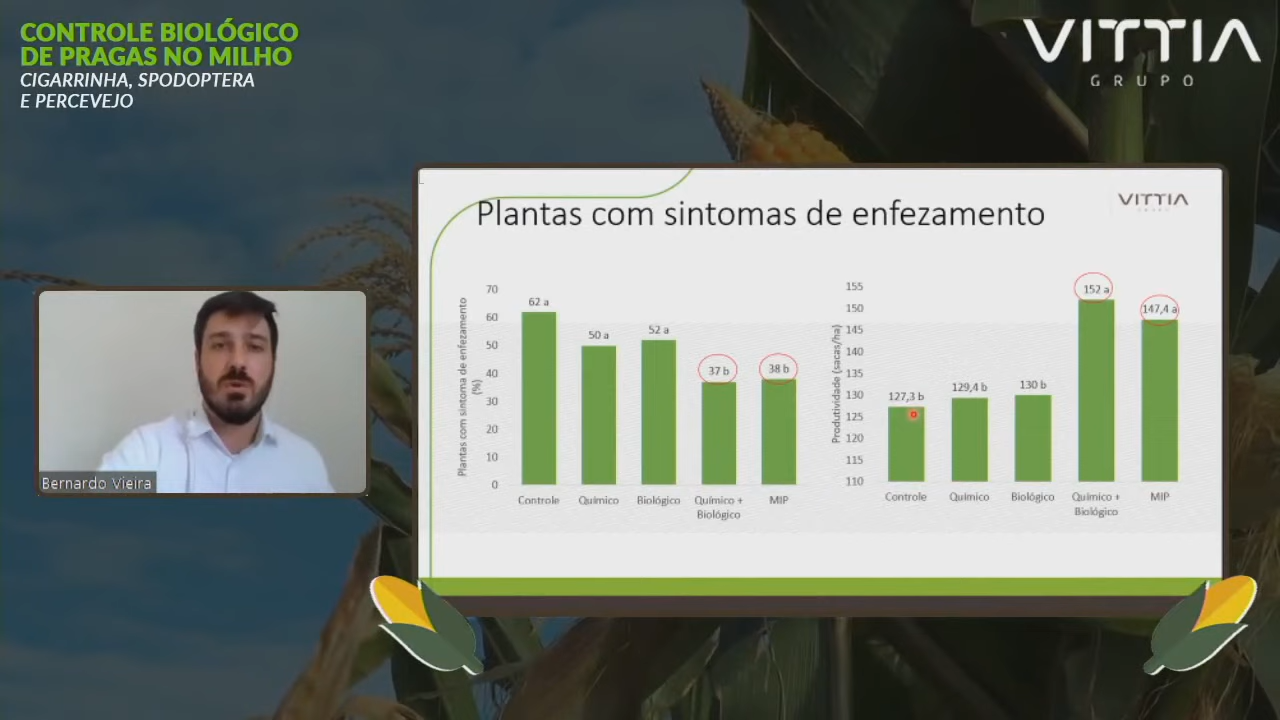 CONTROLE BIOLÓGICO
DE PRAGAS NO MILHO
CIGARRINHA, SPODOPTERA
E PERCEVEJO
VITTIA
GRUPO
Bernardo Vieira
Plantas com sintomas de enfezamento
VITTIA
Plantas com sintoma de enfezamento
(%)
70
60
50
40
30
20
10
0
62 a
50 a
52 a
37 b
38 b
Controle
Químico
Biológico
Químico +
Biológico
MIP
Produtividade (sacas/ha)
155
150
145
140
135
130
125
120
115
110
127,3 b
129,4 b
130 b
152 a
147,4 a
Controle
Químico
Biológico
Químico +
Biológico
MIP